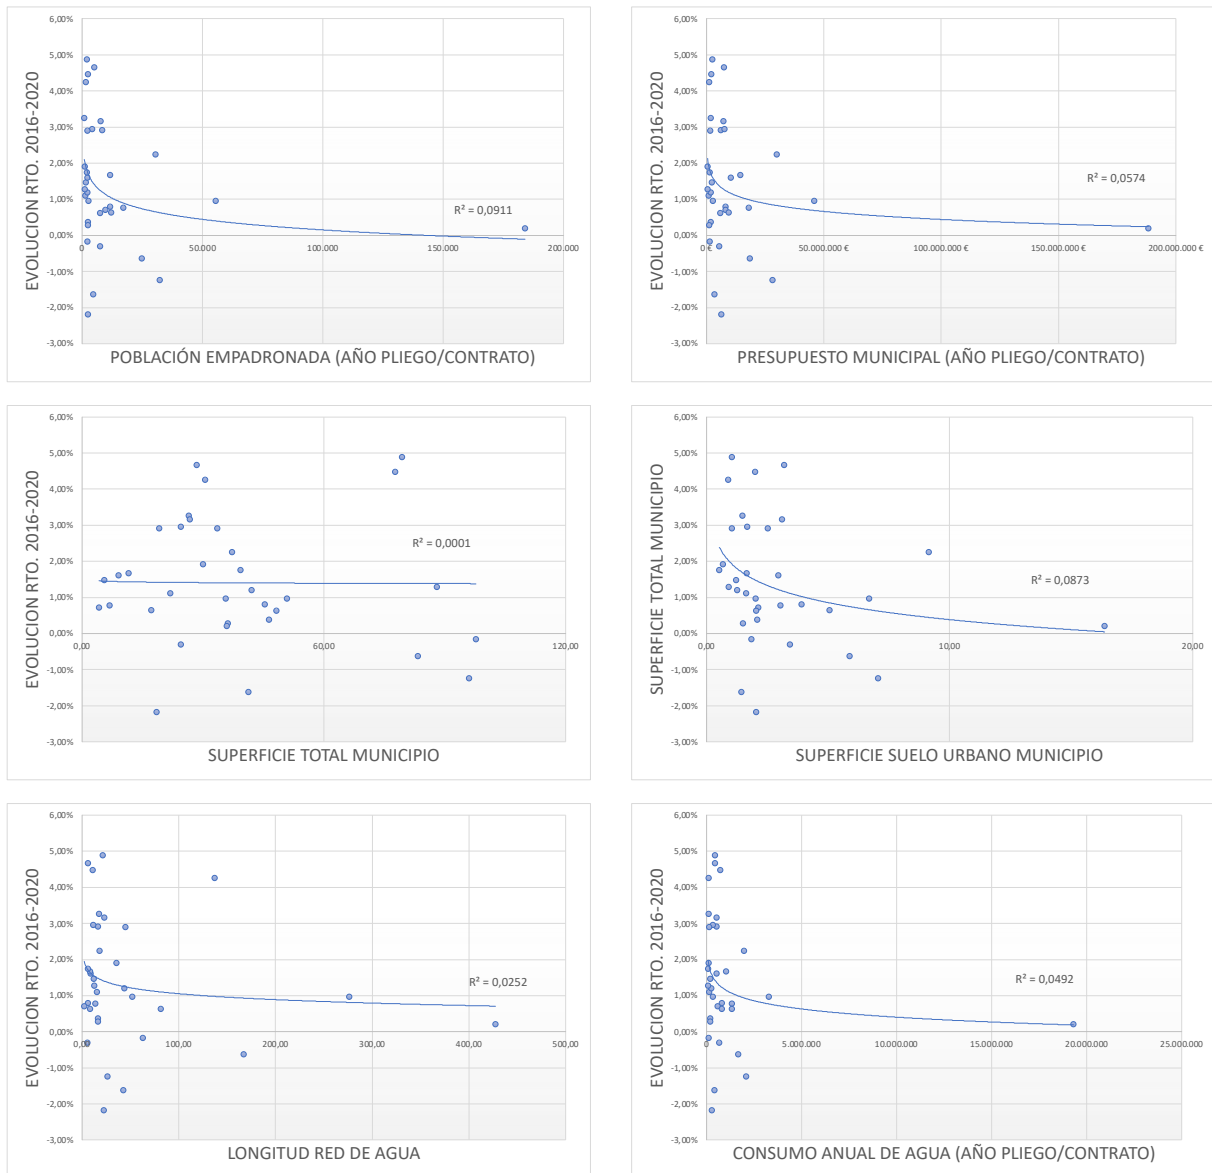 6,00%
5,00%
4,00%
3,00%
2,00%
1,00%
0,00%
-1,00%
-2,00%
-3,00%
EVOLUCION RTO. 2016-2020
R² = 0,0911
0 50.000 100.000 150.000 200.000
POBLACIÓN EMPADRONADA (AÑO PLIEGO/CONTRATO)
6,00%
5,00%
4,00%
3,00%
2,00%
1,00%
0,00%
-1,00%
-2,00%
-3,00%
EVOLUCION RTO. 2016-2020
R² = 0,0574
0 € 50.000.000 € 100.000.000 € 150.000.000 € 200.000.000 €
PRESUPUESTO MUNICIPAL (AÑO PLIEGO/CONTRATO)
6,00%
5,00%
4,00%
3,00%
2,00%
1,00%
0,00%
-1,00%
-2,00%
-3,00%
EVOLUCION RTO. 2016-2020
R² = 0,0001
0,00 60,00 120,00
SUPERFICIE TOTAL MUNICIPIO
6,00%
5,00%
4,00%
3,00%
2,00%
1,00%
0,00%
-1,00%
-2,00%
-3,00%
SUPERFICIE TOTAL MUNICIPIO
R² = 0,0873
0,00 10,00 20,00
SUPERFICIE SUELO URBANO MUNICIPIO
6,00%
5,00%
4,00%
3,00%
2,00%
1,00%
0,00%
-1,00%
-2,00%
-3,00%
EVOLUCION RTO. 2016-2020
R² = 0,0252
0,00 100,00 200,00 300,00 400,00 500,00
LONGITUD RED DE AGUA
6,00%
5,00%
4,00%
3,00%
2,00%
1,00%
0,00%
-1,00%
-2,00%
-3,00%
EVOLUCION RTO. 2016-2020
R² = 0,0492
0 5.000.000 10.000.000 15.000.000 20.000.000 25.000.000
CONSUMO ANUAL DE AGUA (AÑO PLIEGO/CONTRATO)